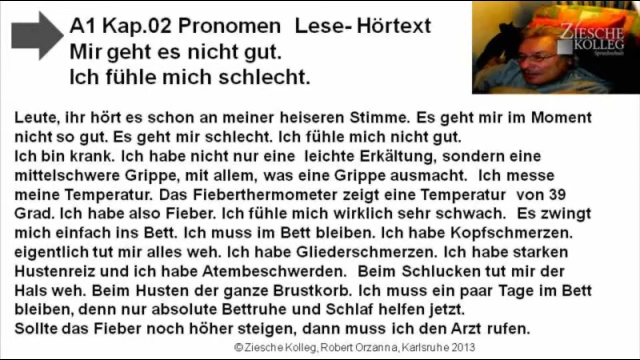 A1 Kap.02 Pronomen Lese- Hörtext
Mir geht es nicht gut.
Ich fühle mich schlecht.
ZIESCHE
KOLLEG
Leute, ihr hört es schon an meiner heiseren Stimme. Es geht mir im Moment
nicht so gut. Es geht mir schlecht. Ich fühle mich nicht gut.
Ich bin krank. Ich habe nicht nur eine leichte Erkältung, sondern eine
mittelschwere Grippe, mit allem, was eine Grippe ausmacht. Ich messe
meine Temperatur. Das Fieberthermometer zeigt eine Temperatur von 39
Grad. Ich habe also Fieber. Ich fühle mich wirklich sehr schwach. Es zwingt
mich einfach ins Bett. Ich muss im Bett bleiben. Ich habe Kopfschmerzen.
eigentlich tut mir alles weh. Ich habe Gliederschmerzen. Ich habe starken
Hustenreiz und ich habe Atembeschwerden. Beim Schlucken tut mir der
Hals weh. Beim Husten der ganze Brustkorb. Ich muss ein paar Tage im Bett
bleiben, denn nur absolute Bettruhe und Schlaf helfen jetzt.
Sollte das Fieber noch höher steigen, dann muss ich den Arzt rufen.
©Ziesche Kolleg, Robert Orzanna, Karlsruhe 2013